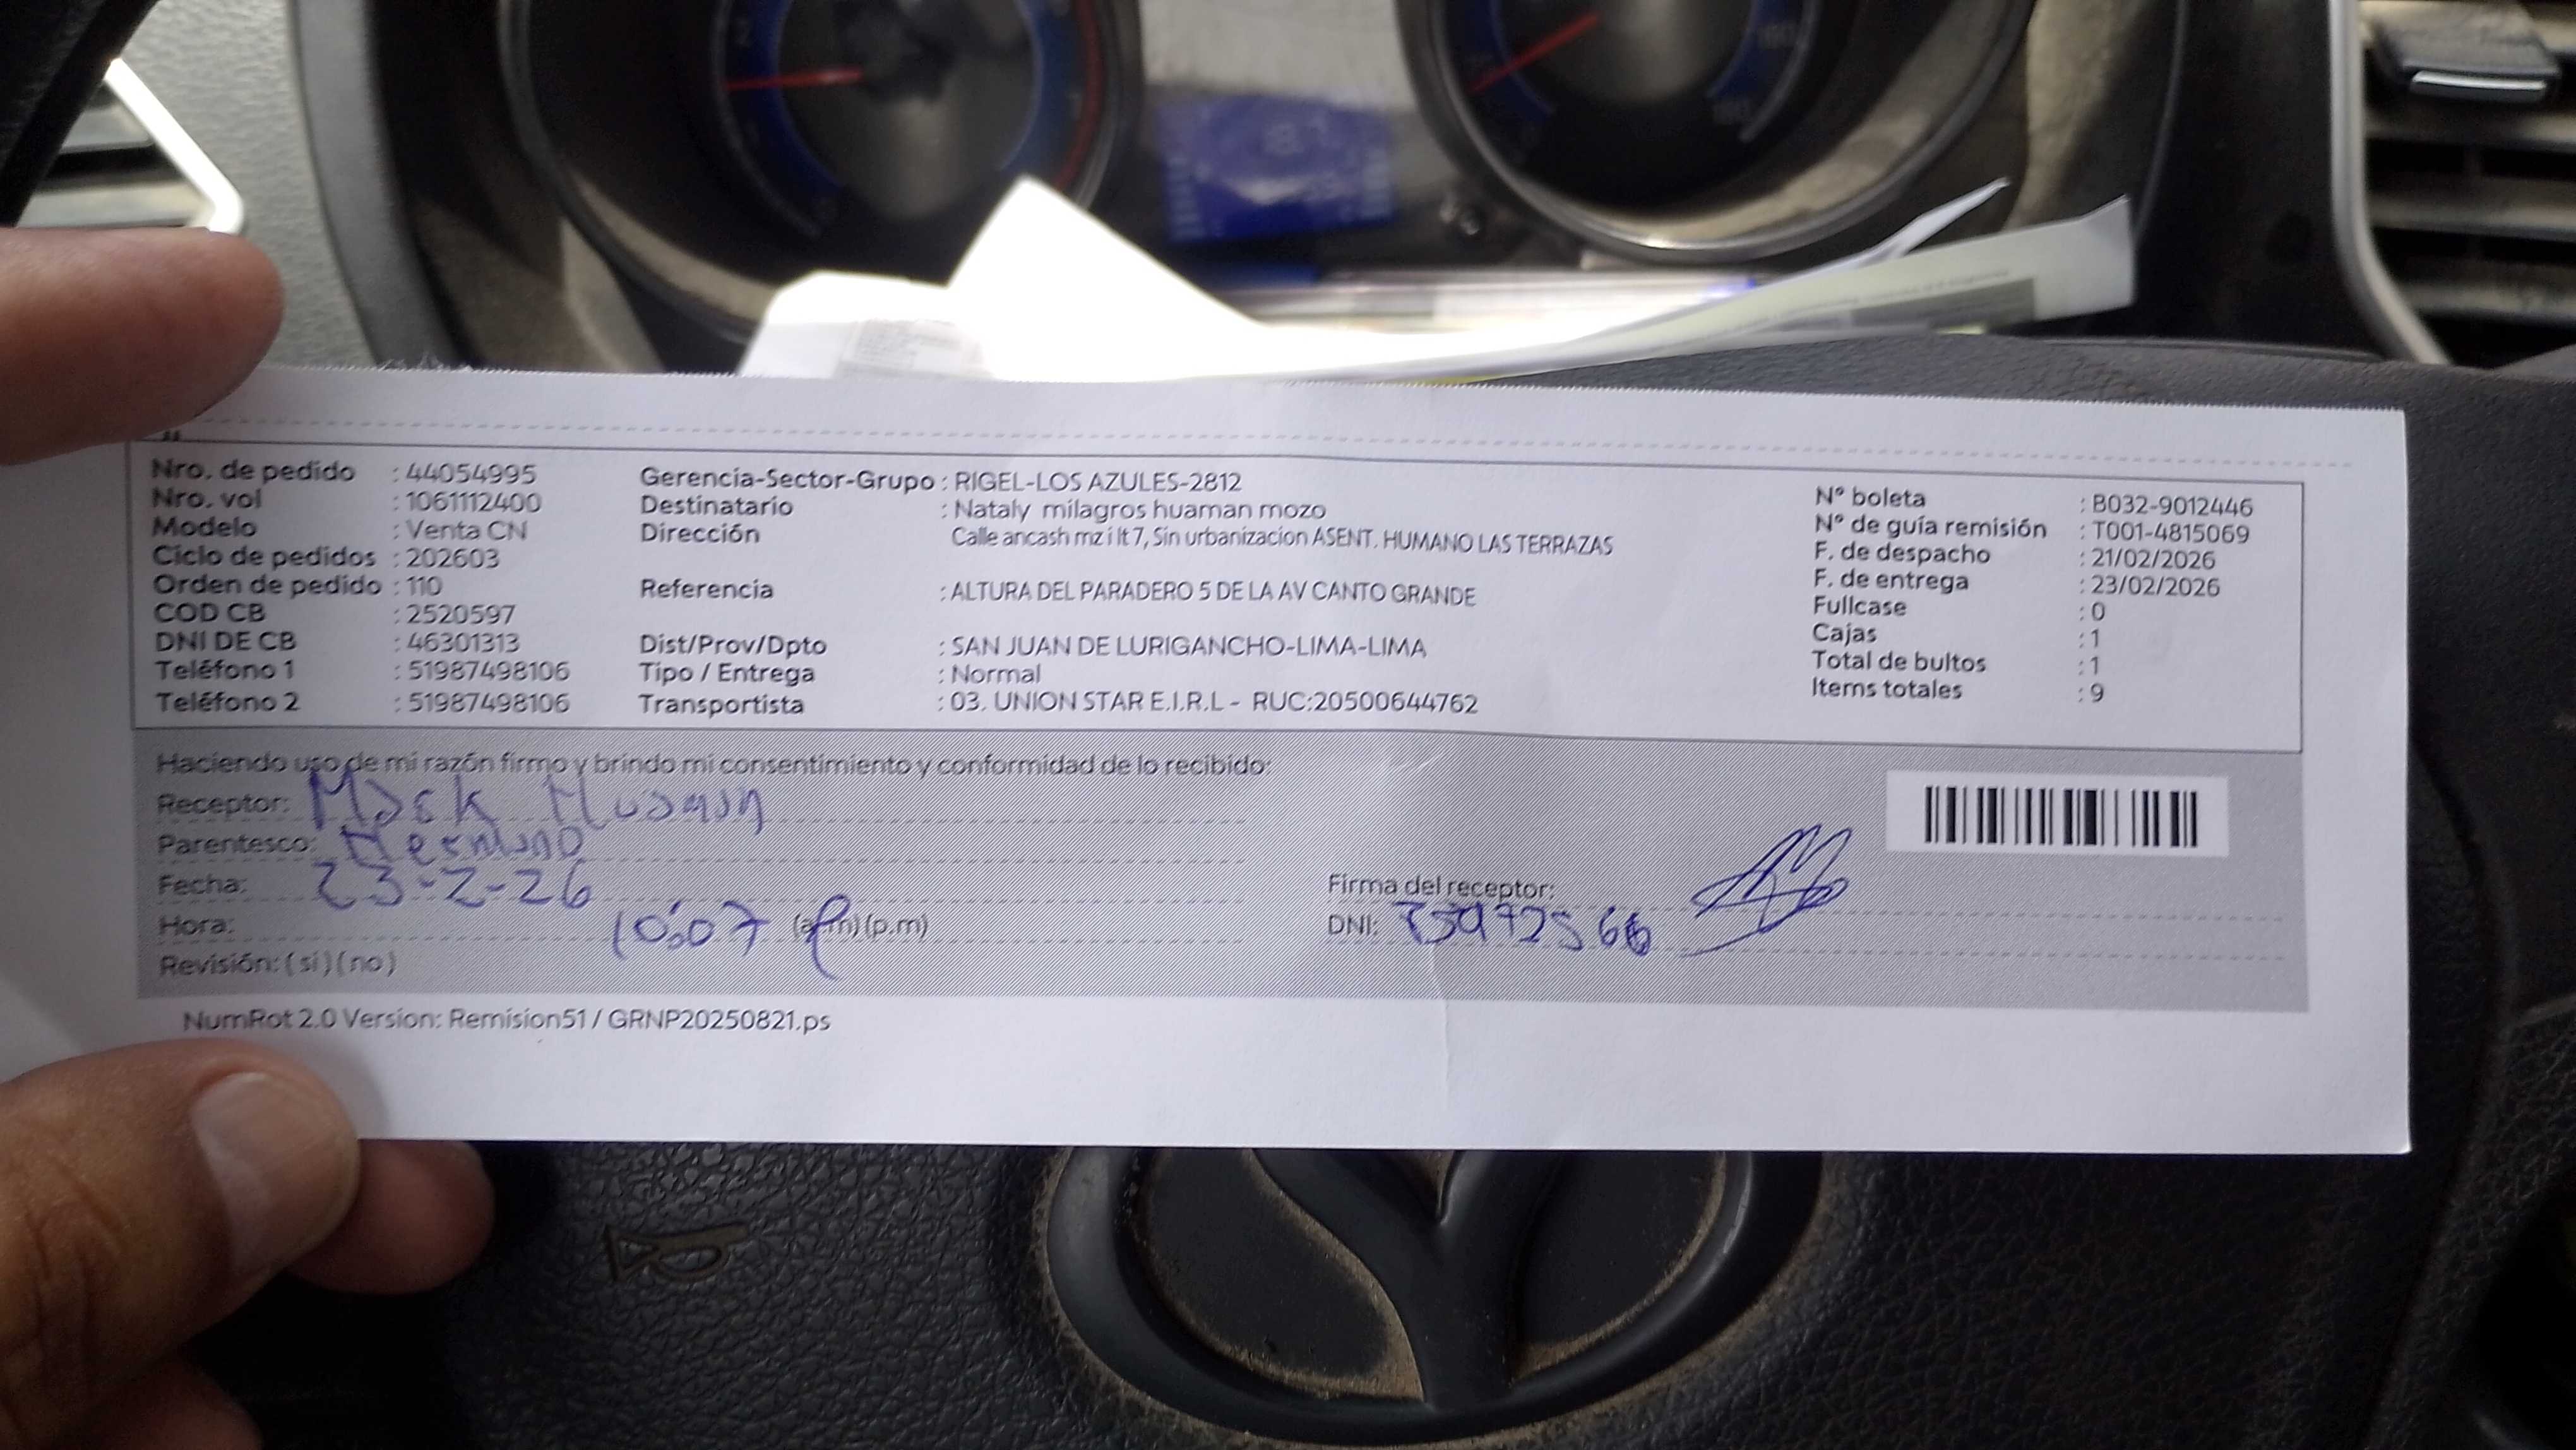 Nro. de pedido : 44054995 Gerencia-Sector-Grupo : RIGEL-LOS AZULES-2812 N° boleta : B032-9012446
Nro. vol : 1061112400 Destinatario : Nataly milagros huaman mozo N° de guía remisión : T001-4815069
Modelo : Venta CN Dirección Calle ancash mz i lt 7, Sin urbanizacion ASENT. HUMANO LAS TERRAZAS F. de despacho : 21/02/2026
Ciclo de pedidos : 202603 F. de entrega : 23/02/2026
Orden de pedido : 110 Referencia : ALTURA DEL PARADERO 5 DE LA AV CANTO GRANDE Fullcase : 0
COD CB : 2520597 Cajas : 1
DNI DE CB : 46301313 Dist/Prov/Dpto : SAN JUAN DE LURIGANCHO-LIMA-LIMA Total de bultos : 1
Teléfono 1 : 51987498106 Tipo / Entrega : Normal Items totales : 9
Teléfono 2 : 51987498106 Transportista : 03. UNION STAR E.I.R.L - RUC:20500644762
Haciendo uso de mi razón firmo y brindo mi consentimiento y conformidad de lo recibido:
Receptor: Mark Huaman
Parentesco: Hermano
Fecha: 23-2-26 Firma del receptor:
Hora: 10:07 (a.m)(p.m) DNI:
Revisión: (si)(no)
NumRot 2.0 Version: Remision51 / GRNP20250821.ps